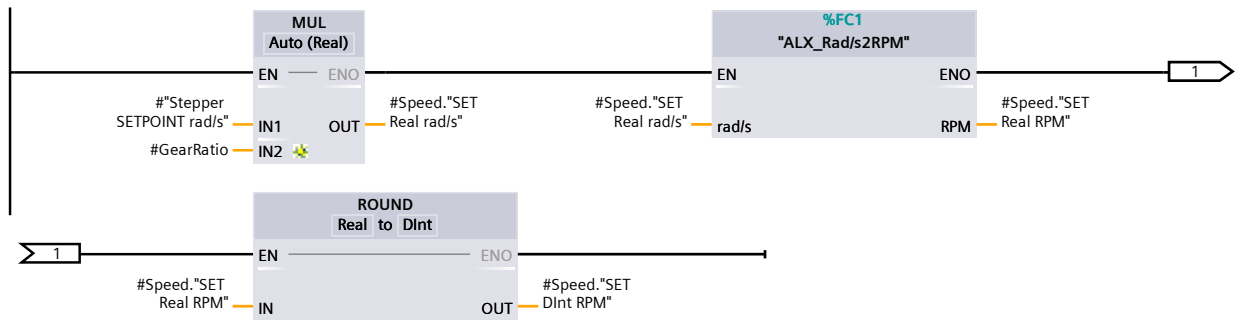 MUL
Auto (Real)
EN ENO
#"Stepper
SETPOINT rad/s" IN1
#GearRatio IN2
OUT #Speed."SET
Real rad/s"
%FC1
"ALX_Rad/s2RPM"
EN ENO
#Speed."SET
Real rad/s" rad/s
RPM #Speed."SET
Real RPM"
1
1
ROUND
Real to DInt
EN ENO
#Speed."SET
Real RPM" IN
OUT #Speed."SET
DInt RPM"